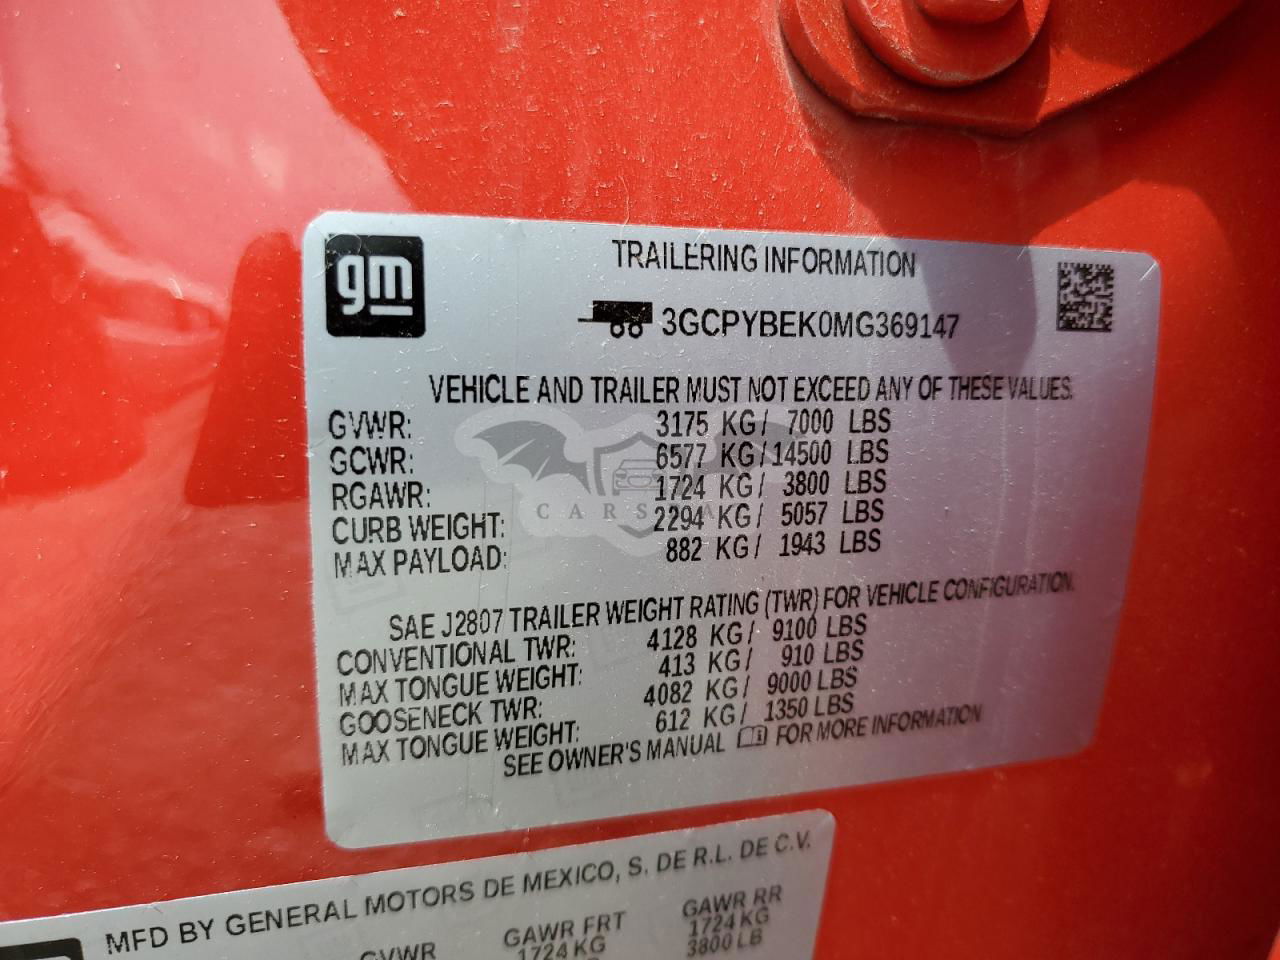 gm
TRAILERING INFORMATION
3GCPYBEK0MG369147
VEHICLE AND TRAILER MUST NOT EXCEED ANY OF THESE VALUES.
GVWR: 3175 KG/ 7000 LBS
GCWR: 6577 KG/14500 LBS
RGAWR: 1724 KG/ 3800 LBS
CURB WEIGHT: 2294 KG/ 5057 LBS
MAX PAYLOAD: 882 KG/ 1943 LBS
SAE J2807 TRAILER WEIGHT RATING (TWR) FOR VEHICLE CONFIGURATION.
CONVENTIONAL TWR: 4128 KG/ 9100 LBS
MAX TONGUE WEIGHT: 413 KG/ 910 LBS
GOOSENECK TWR: 4082 KG/ 9000 LBS
MAX TONGUE WEIGHT: 612 KG/ 1350 LBS
SEE OWNER'S MANUAL FOR MORE INFORMATION
MFD BY GENERAL MOTORS DE MEXICO, S. DE R.L. DE C.V.
GVWR GAWR FRT GAWR RR
1724 KG 1724 KG
3800 LB